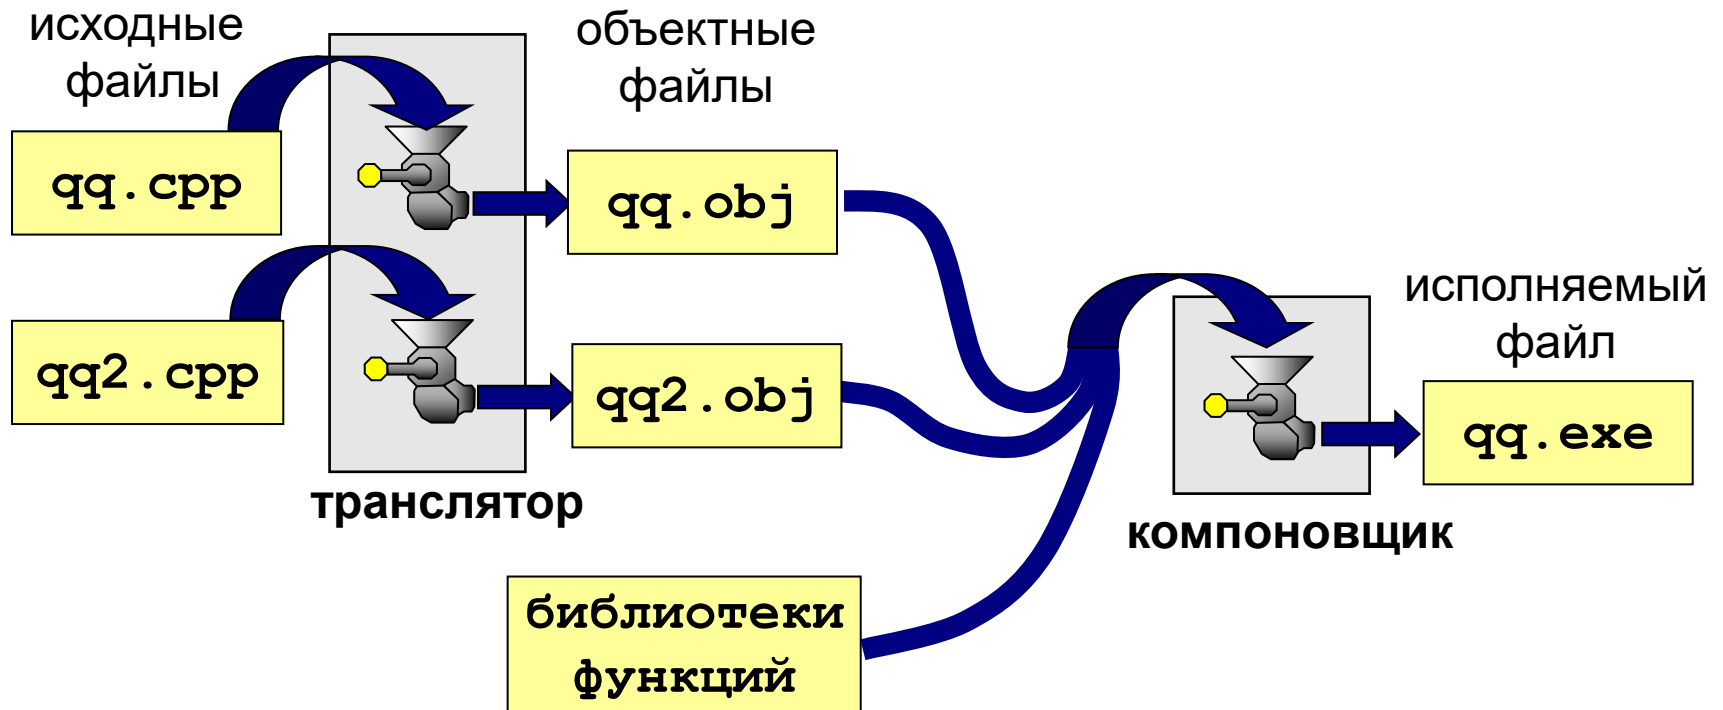 исходные
файлы
объектные
файлы
qq.cpp
qq.obj
qq2.cpp
qq2.obj
транслятор
исполняемый
файл
qq.exe
компоновщик
библиотеки
функций